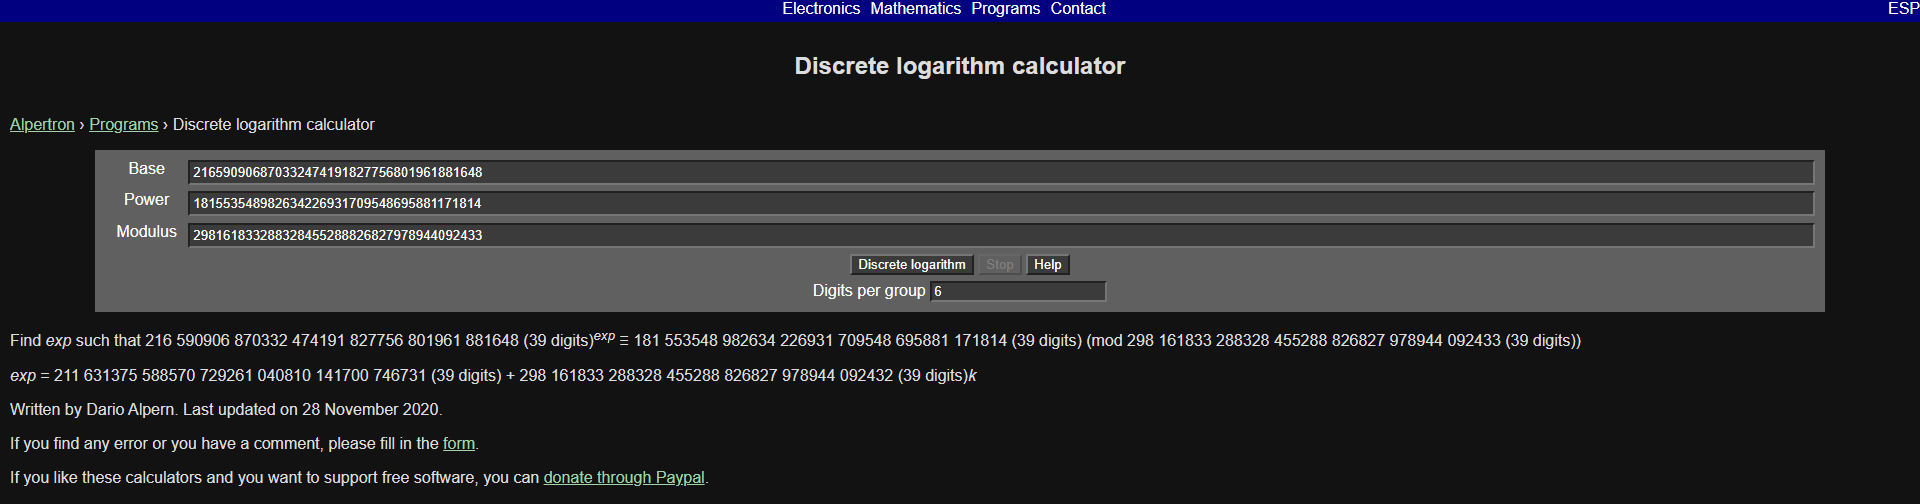 Electronics Mathematics Programs Contact ESP
Discrete logarithm calculator
Alpertron › Programs › Discrete logarithm calculator
Base 216590906870332474191827756801961881648
Power 181553548982634226931709548695881171814
Modulus 298161833288328455288826827978944092433
Discrete logarithm Stop Help
Digits per group 6
Find exp such that 216 590906 870332 474191 827756 801961 881648 (39 digits)^exp ≡ 181 553548 982634 226931 709548 695881 171814 (39 digits) (mod 298 161833 288328 455288 826827 978944 092433 (39 digits))
exp = 211 631375 588570 729261 040810 141700 746731 (39 digits) + 298 161833 288328 455288 826827 978944 092432 (39 digits)k
Written by Dario Alpern. Last updated on 28 November 2020.
If you find any error or you have a comment, please fill in the form.
If you like these calculators and you want to support free software, you can donate through Paypal.